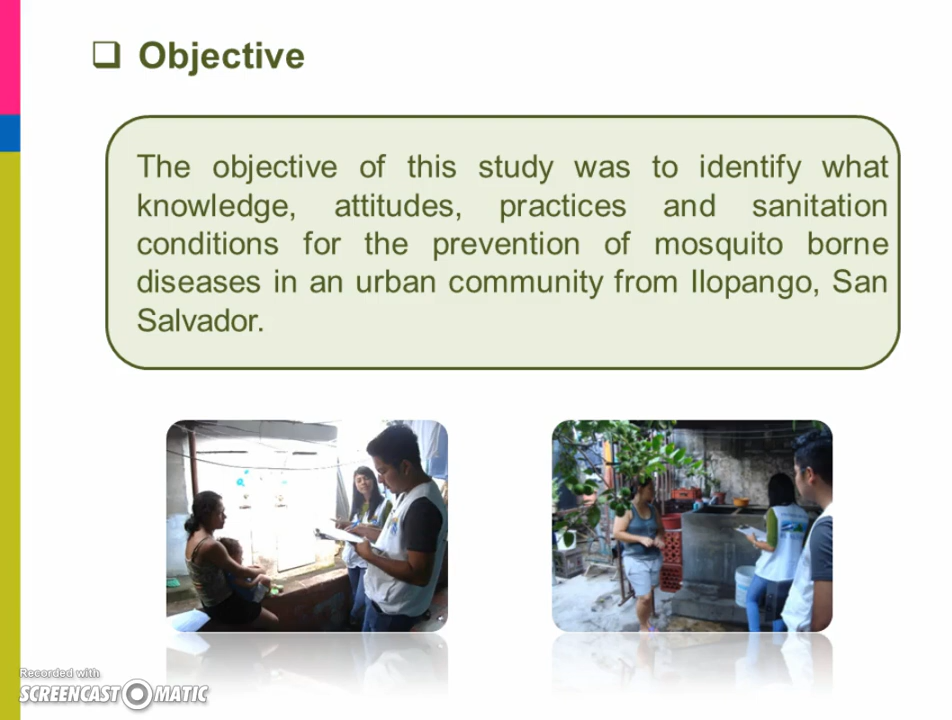 Objective
The objective of this study was to identify what
knowledge, attitudes, practices and sanitation
conditions for the prevention of mosquito borne
diseases in an urban community from Ilopango, San
Salvador.
Recorded with
SCREENCAST MATIC